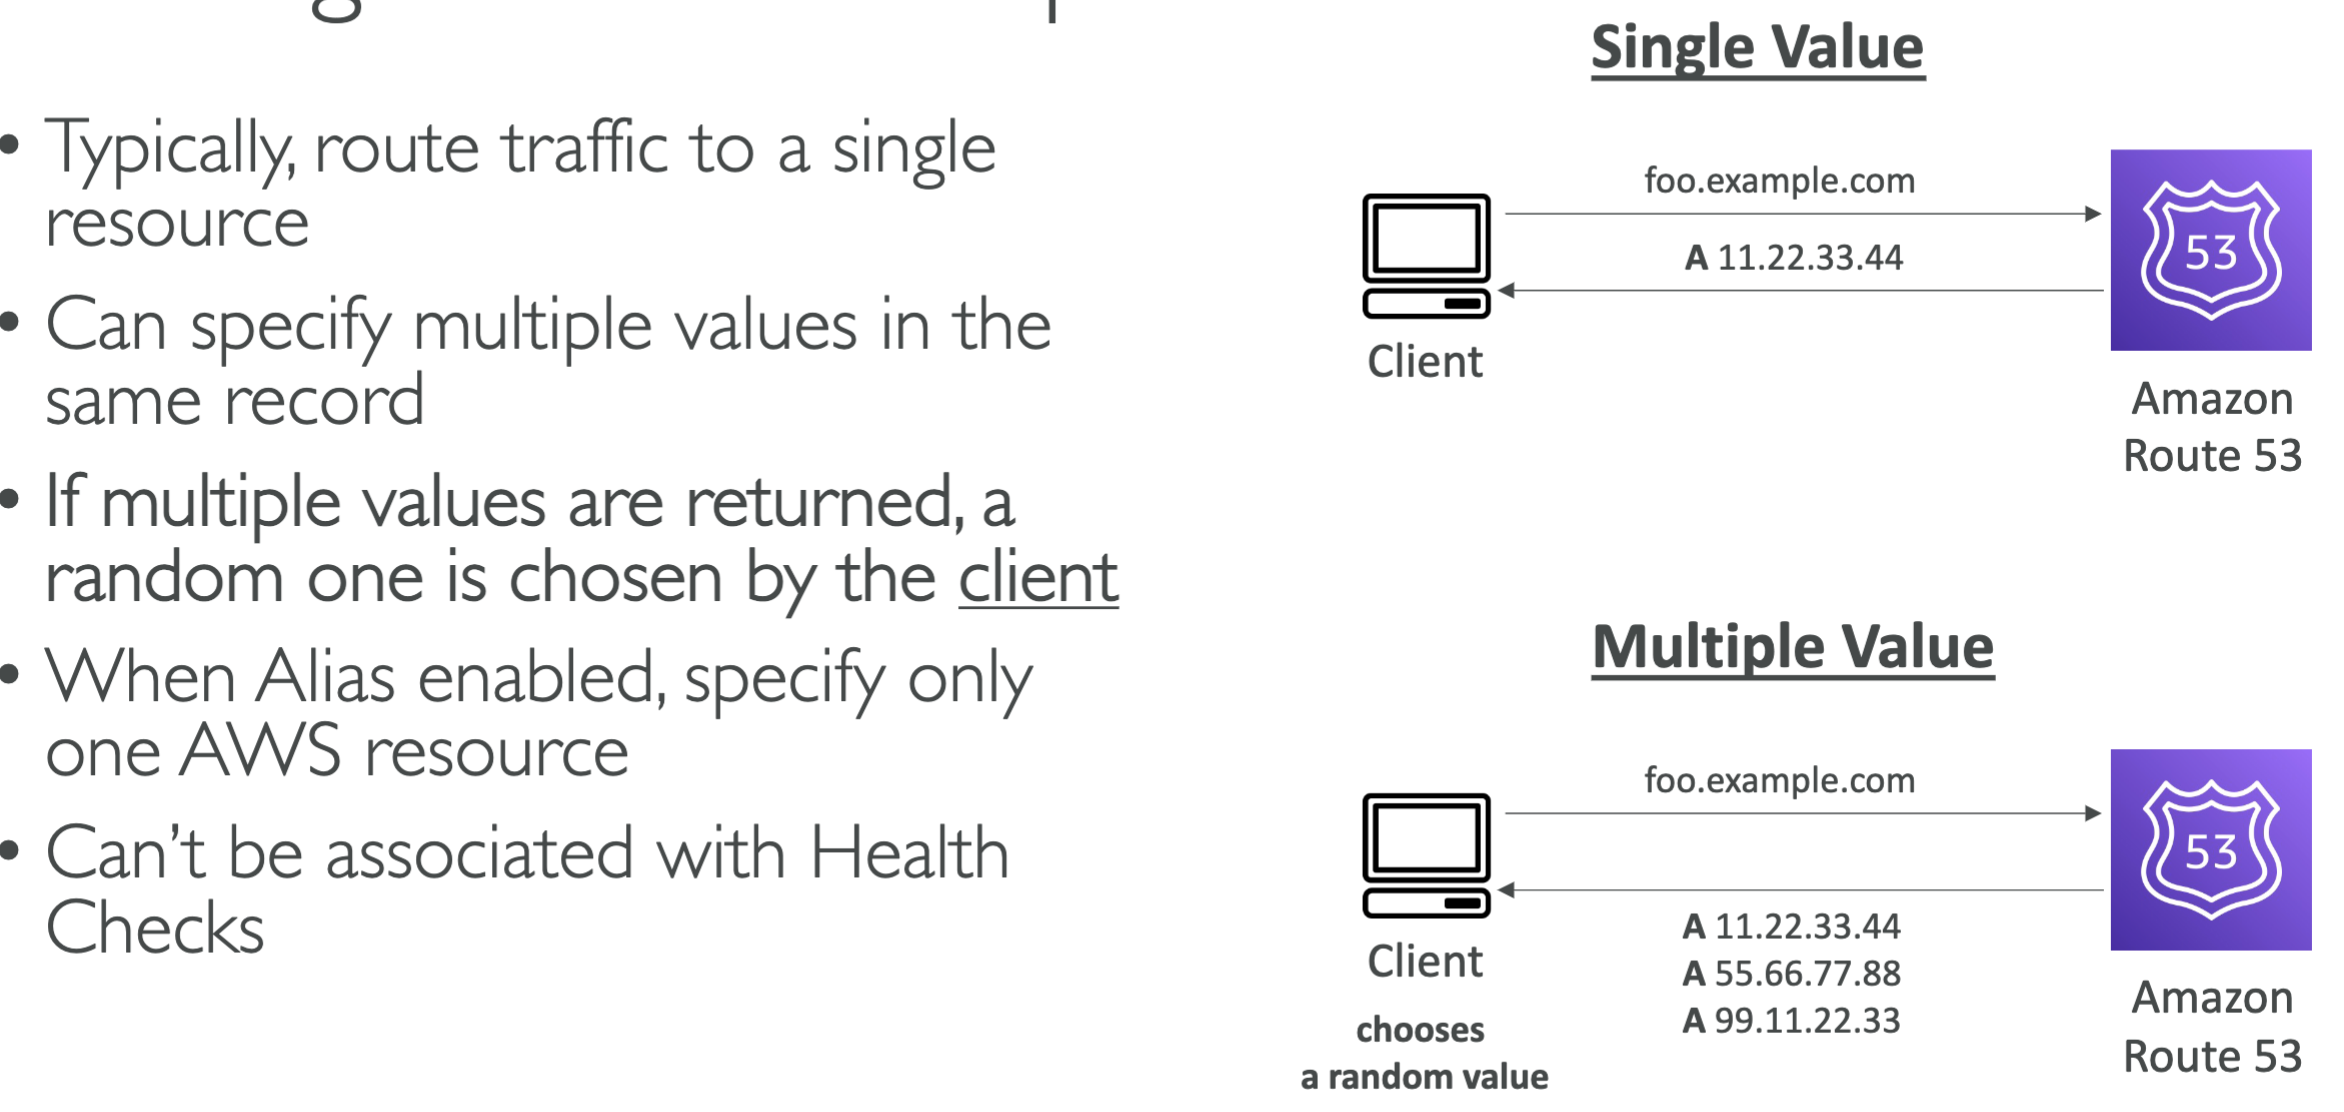 • Typically, route traffic to a single
resource
• Can specify multiple values in the
same record
• If multiple values are returned, a
random one is chosen by the client
• When Alias enabled, specify only
one AWS resource
• Can’t be associated with Health
Checks
Single Value
foo.example.com
A 11.22.33.44
53
Client
Amazon
Route 53
Multiple Value
foo.example.com
53
A 11.22.33.44
A 55.66.77.88
A 99.11.22.33
Client
chooses
a random value
Amazon
Route 53